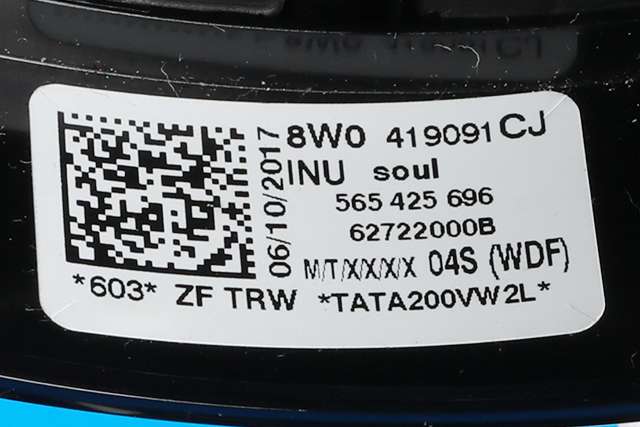 8W0 419091 CJ
INU soul
565 425 696
62722000B
M/T/X/X/X/X 04S (WDF)
06/10/2017
*603* ZF TRW *TATA200VW2L*